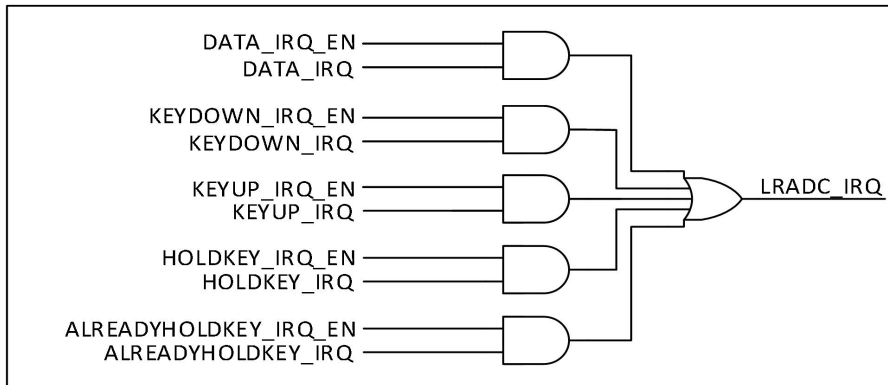 DATA_IRQ_EN
DATA_IRQ
KEYDOWN_IRQ_EN
KEYDOWN_IRQ
KEYUP_IRQ_EN
KEYUP_IRQ
LRADC_IRQ
HOLDKEY_IRQ_EN
HOLDKEY_IRQ
ALREADYHOLDKEY_IRQ_EN
ALREADYHOLDKEY_IRQ